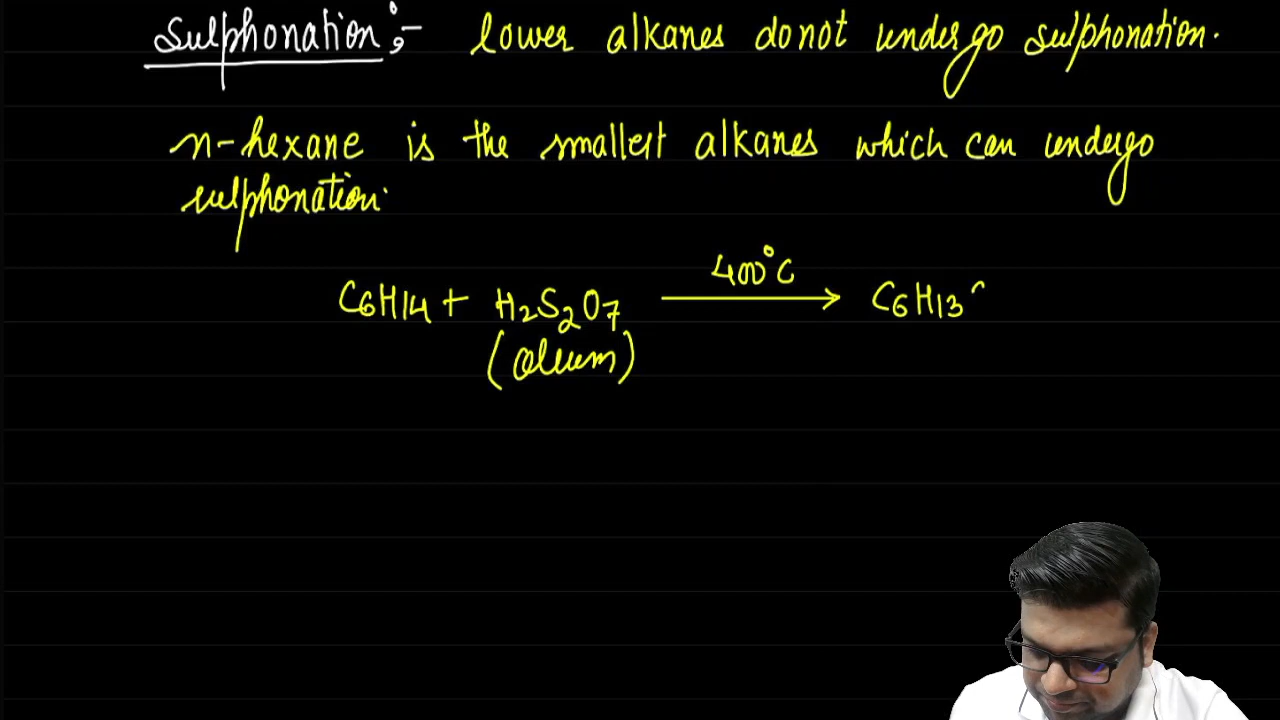 Sulphonation :- lower alkanes donot undergo sulphonation.
n-hexane is the smallest alkanes which can undergo
sulphonation.
400°C
C6H14 + H2S2O7 → C6H13
(oleum)